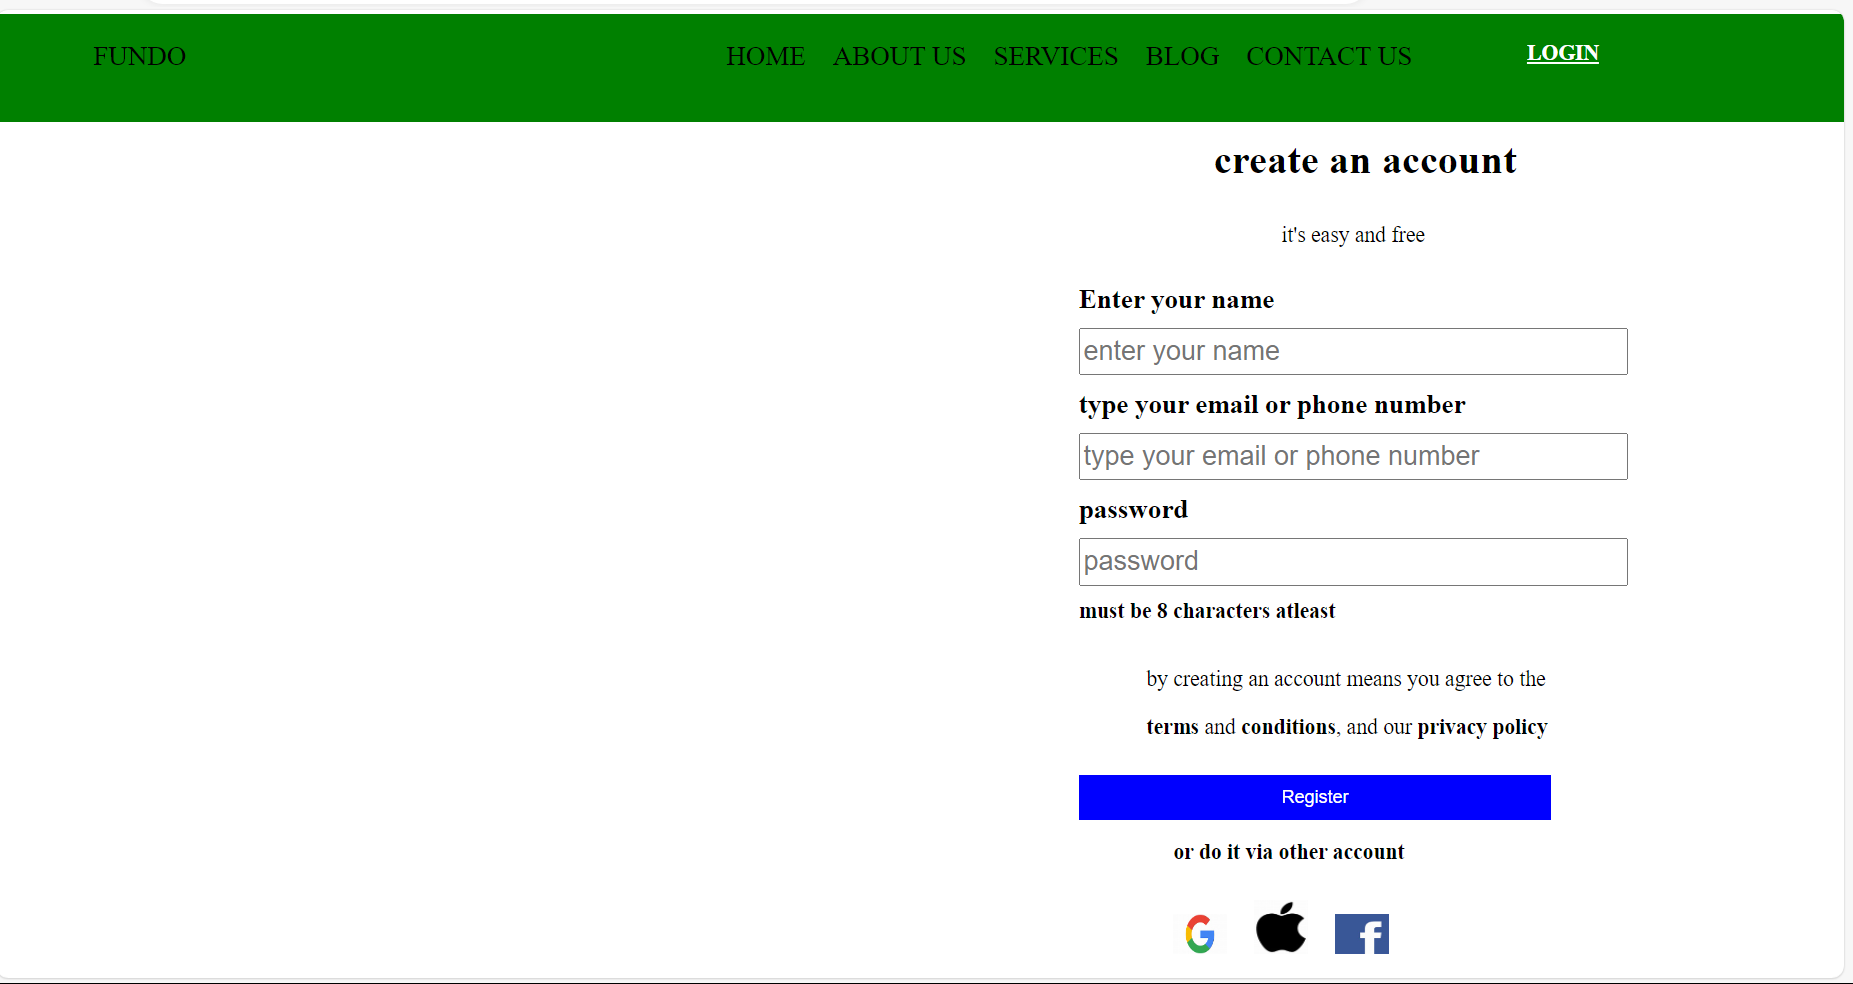 FUNDO HOME ABOUT US SERVICES BLOG CONTACT US LOGIN
create an account
it's easy and free
Enter your name
enter your name
type your email or phone number
type your email or phone number
password
password
must be 8 characters atleast
by creating an account means you agree to the
terms and conditions, and our privacy policy
Register
or do it via other account